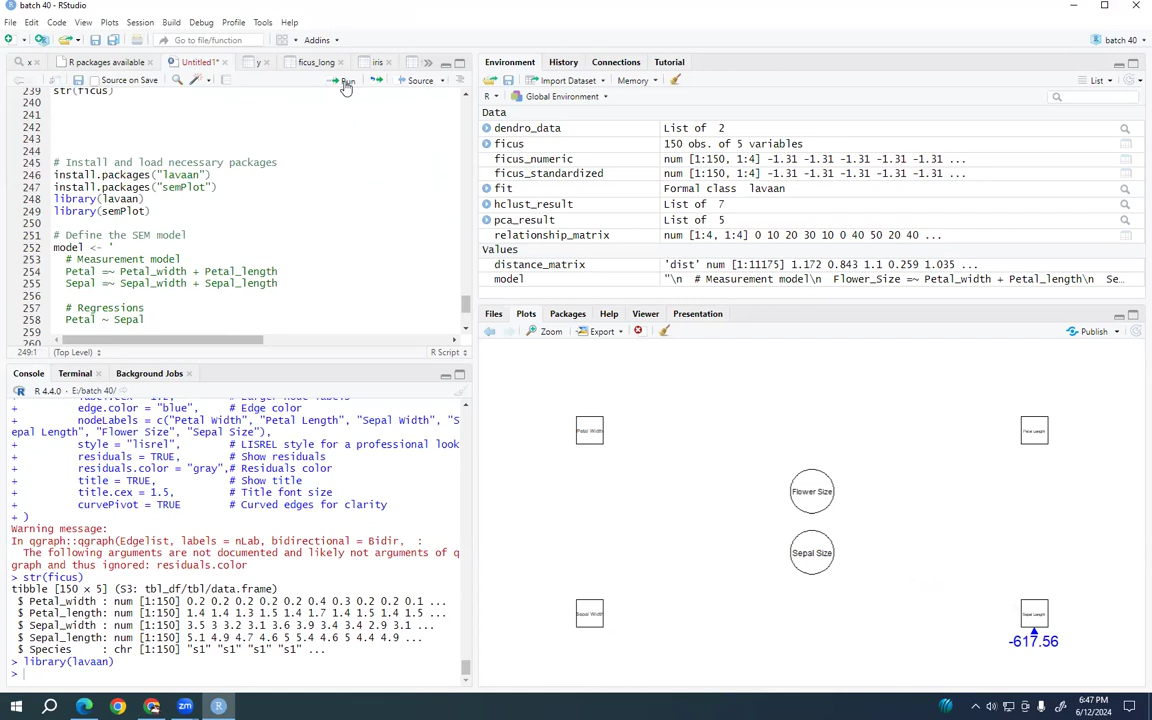 batch 40 - RStudio
File Edit Code View Plots Session Build Debug Profile Tools Help
Go to file/function Addins batch 40
x R packages available Untitled1* y ficus_long iris
Source on Save Run Source
239 str(ficus)
240
241
242
243
244
245 # Install and load necessary packages
246 install.packages("lavaan")
247 install.packages("semPlot")
248 library(lavaan)
249 library(semPlot)
250
251 # Define the SEM model
252 model <- '
253 # Measurement model
254 Petal =~ Petal_width + Petal_length
255 Sepal =~ Sepal_width + Sepal_length
256
257 # Regressions
258 Petal ~ Sepal
259
260
249:1 (Top Level) R Script
Console Terminal Background Jobs
R 4.4.0 · E:/batch 40/
+ label.cex = 1.2, # Larger node labels
+ edge.color = "blue", # Edge color
+ nodeLabels = c("Petal Width", "Petal Length", "Sepal Width", "S
epal Length", "Flower Size", "Sepal Size"),
+ style = "lisrel", # LISREL style for a professional look
+ residuals = TRUE, # Show residuals
+ residuals.color = "gray",# Residuals color
+ title = TRUE, # Show title
+ title.cex = 1.5, # Title font size
+ curvePivot = TRUE # Curved edges for clarity
+ )
Warning message:
In qgraph::qgraph(Edgelist, labels = nLab, bidirectional = Bidir, :
The following arguments are not documented and likely not arguments of q
graph and thus ignored: residuals.color
> str(ficus)
tibble [150 x 5] (S3: tbl_df/tbl/data.frame)
$ Petal_width : num [1:150] 0.2 0.2 0.2 0.2 0.2 0.4 0.3 0.2 0.2 0.1 ...
$ Petal_length: num [1:150] 1.4 1.4 1.3 1.5 1.4 1.7 1.4 1.5 1.4 1.5 ...
$ Sepal_width : num [1:150] 3.5 3 3.2 3.1 3.6 3.9 3.4 3.4 2.9 3.1 ...
$ Sepal_length: num [1:150] 5.1 4.9 4.7 4.6 5 5.4 4.6 5 4.4 4.9 ...
$ Species : chr [1:150] "s1" "s1" "s1" "s1" ...
> library(lavaan)
>
Environment History Connections Tutorial
Import Dataset Memory List
R Global Environment
Data
dendro_data List of 2
ficus 150 obs. of 5 variables
ficus_numeric num [1:150, 1:4] -1.31 -1.31 -1.31 -1.31 -1.31 ...
ficus_standardized num [1:150, 1:4] -1.31 -1.31 -1.31 -1.31 -1.31 ...
fit Formal class lavaan
hclust_result List of 7
pca_result List of 5
relationship_matrix num [1:4, 1:4] 0 10 20 30 10 0 40 50 20 40 ...
Values
distance_matrix 'dist' num [1:11175] 1.172 0.843 1.1 0.259 1.035 ...
model "\n # Measurement model\n Flower_Size =~ Petal_width + Petal_length\n Se…
Files Plots Packages Help Viewer Presentation
Zoom Export Publish
Petal Width
Petal Length
Flower Size
Sepal Size
Sepal Width
Sepal Length
-617.56
zm R
6:47 PM
6/12/2024